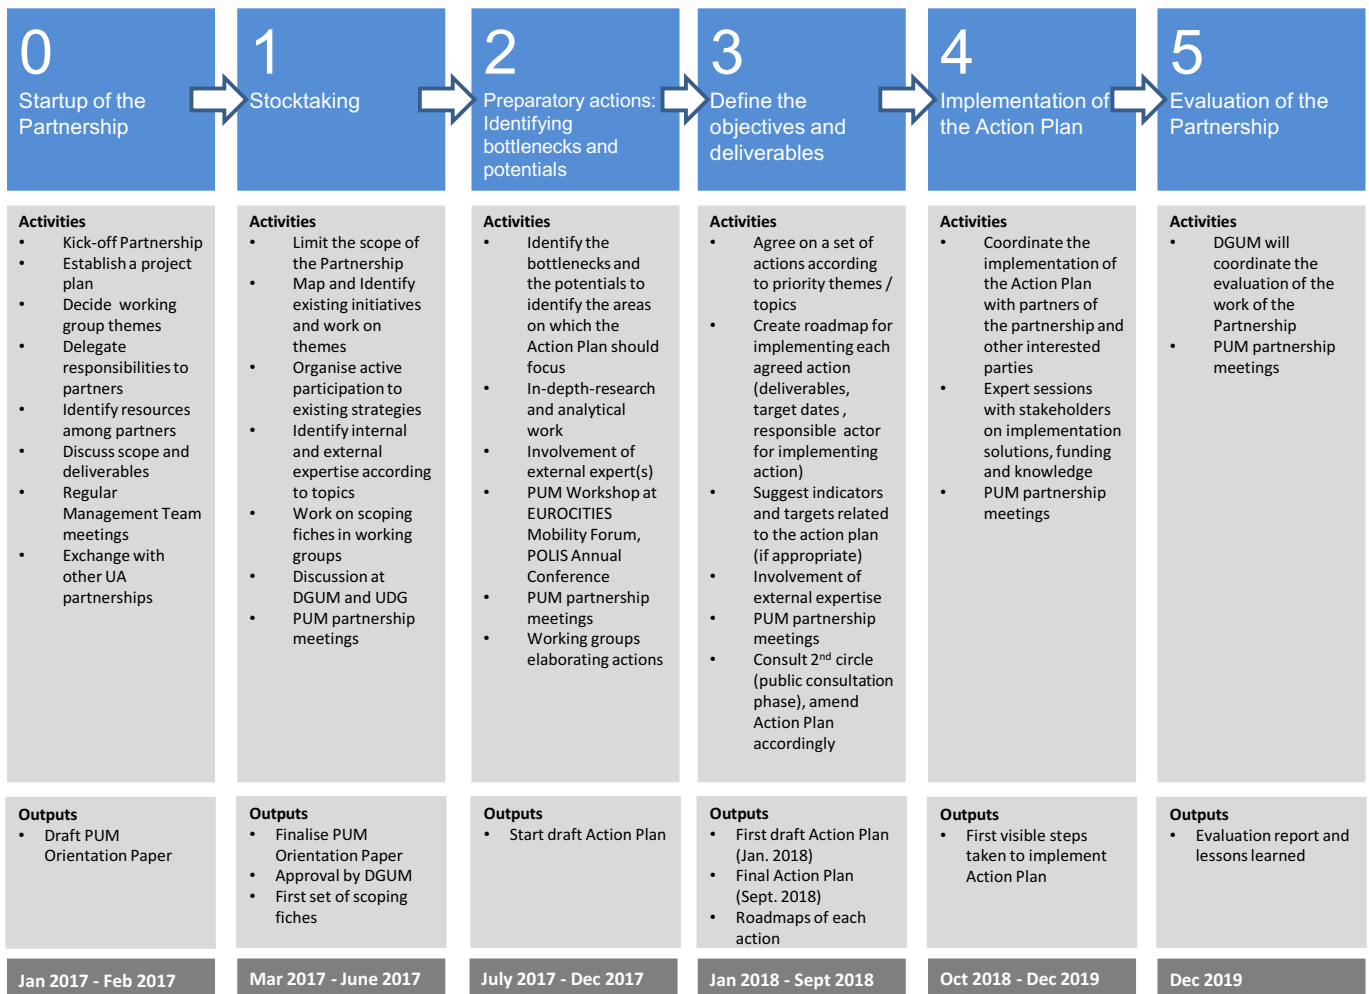 0
Startup of the
Partnership
1
Stocktaking
2
Preparatory actions:
Identifying
bottlenecks and
potentials
3
Define the
objectives and
deliverables
4
Implementation of
the Action Plan
5
Evaluation of the
Partnership
Activities
• Kick-off Partnership
• Establish a project
plan
• Decide working
group themes
• Delegate
responsibilities to
partners
• Identify resources
among partners
• Discuss scope and
deliverables
• Regular
Management Team
meetings
• Exchange with
other UA
partnerships
Activities
• Limit the scope of
the Partnership
• Map and Identify
existing initiatives
and work on
themes
• Organise active
participation to
existing strategies
• Identify internal
and external
expertise according
to topics
• Work on scoping
fiches in working
groups
• Discussion at
DGUM and UDG
• PUM partnership
meetings
Activities
• Identify the
bottlenecks and
the potentials to
identify the areas
on which the
Action Plan should
focus
• In-depth-research
and analytical
work
• Involvement of
external expert(s)
• PUM Workshop at
EUROCITIES
Mobility Forum,
POLIS Annual
Conference
• PUM partnership
meetings
• Working groups
elaborating actions
Activities
• Agree on a set of
actions according
to priority themes /
topics
• Create roadmap for
implementing each
agreed action
(deliverables,
target dates ,
responsible actor
for implementing
action)
• Suggest indicators
and targets related
to the action plan
(if appropriate)
• Involvement of
external expertise
• PUM partnership
meetings
• Consult 2nd circle
(public consultation
phase), amend
Action Plan
accordingly
Activities
• Coordinate the
implementation of
the Action Plan
with partners of
the partnership and
other interested
parties
• Expert sessions
with stakeholders
on implementation
solutions, funding
and knowledge
• PUM partnership
meetings
Activities
• DGUM will
coordinate the
evaluation of the
work of the
Partnership
• PUM partnership
meetings
Outputs
• Draft PUM
Orientation Paper
Outputs
• Finalise PUM
Orientation Paper
• Approval by DGUM
• First set of scoping
fiches
Outputs
• Start draft Action Plan
Outputs
• First draft Action Plan
(Jan. 2018)
• Final Action Plan
(Sept. 2018)
• Roadmaps of each
action
Outputs
• First visible steps
taken to implement
Action Plan
Outputs
• Evaluation report and
lessons learned
Jan 2017 - Feb 2017
Mar 2017 - June 2017
July 2017 - Dec 2017
Jan 2018 - Sept 2018
Oct 2018 - Dec 2019
Dec 2019